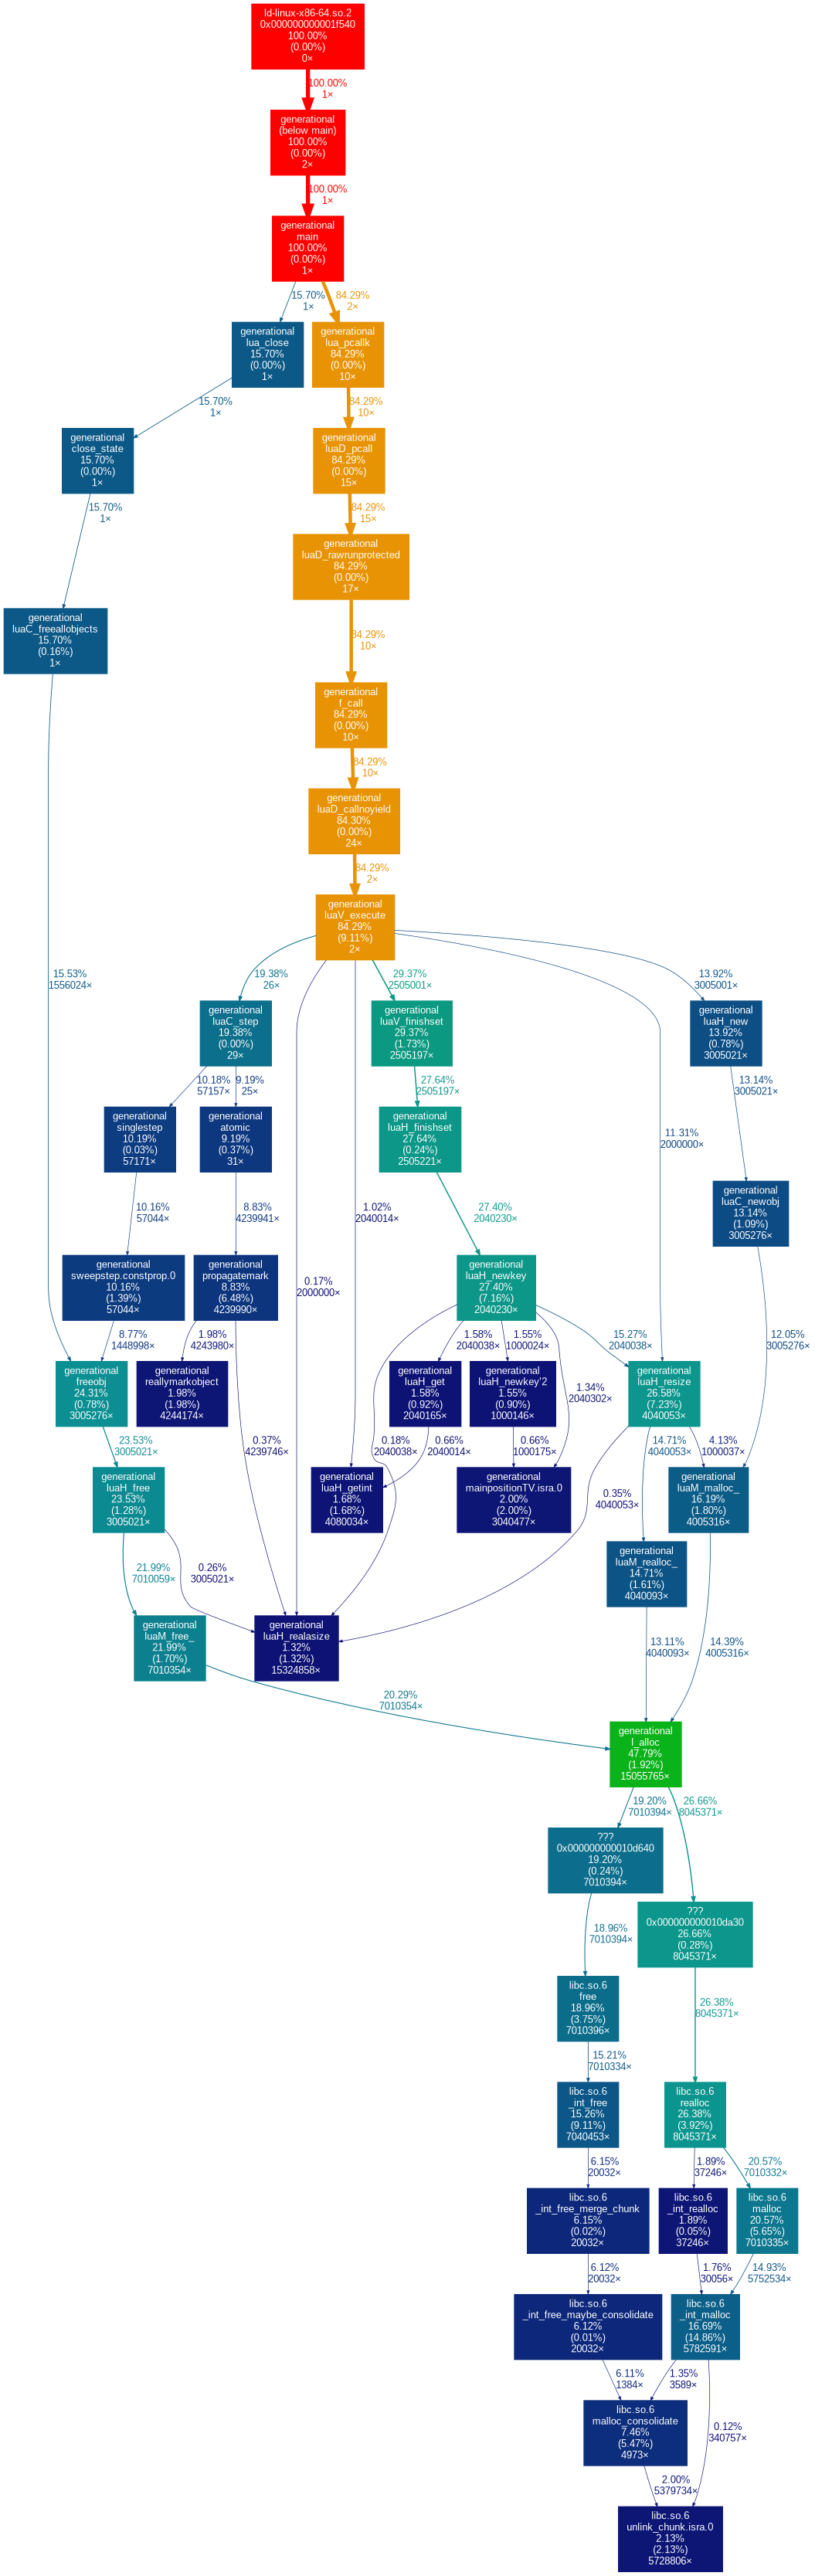 ld-linux-x86-64.so.2
0x000000000001f540
100.00%
(0.00%)
0×
100.00%
1×
generational
(below main)
100.00%
(0.00%)
2×
100.00%
1×
generational
main
100.00%
(0.00%)
1×
15.70%
1×
84.29%
2×
generational
lua_close
15.70%
(0.00%)
1×
generational
lua_pcallk
84.29%
(0.00%)
10×
15.70%
1×
84.29%
10×
generational
close_state
15.70%
(0.00%)
1×
generational
luaD_pcall
84.29%
(0.00%)
15×
15.70%
1×
84.29%
15×
generational
luaD_rawrunprotected
84.29%
(0.00%)
17×
generational
luaC_freeallobjects
15.70%
(0.16%)
1×
84.29%
10×
generational
f_call
84.29%
(0.00%)
10×
84.29%
10×
generational
luaD_callnoyield
84.30%
(0.00%)
24×
84.29%
2×
generational
luaV_execute
84.29%
(9.11%)
2×
15.53%
1556024×
19.38%
26×
29.37%
2505001×
13.92%
3005001×
generational
luaC_step
19.38%
(0.00%)
29×
generational
luaV_finishset
29.37%
(1.73%)
2505197×
generational
luaH_new
13.92%
(0.78%)
3005021×
10.18%
57157×
9.19%
25×
27.64%
2505197×
13.14%
3005021×
generational
singlestep
10.19%
(0.03%)
57171×
generational
atomic
9.19%
(0.37%)
31×
generational
luaH_finishset
27.64%
(0.24%)
2505221×
11.31%
2000000×
10.16%
57044×
8.83%
4239941×
1.02%
2040014×
27.40%
2040230×
generational
luaC_newobj
13.14%
(1.09%)
3005276×
generational
sweepstep.constprop.0
10.16%
(1.39%)
57044×
generational
propagatemark
8.83%
(6.48%)
4239990×
0.17%
2000000×
generational
luaH_newkey
27.40%
(7.16%)
2040230×
8.77%
1448998×
1.98%
4243980×
1.58%
2040038×
1.55%
1000024×
15.27%
2040038×
12.05%
3005276×
generational
freeobj
24.31%
(0.78%)
3005276×
generational
reallymarkobject
1.98%
(1.98%)
4244174×
generational
luaH_get
1.58%
(0.92%)
2040165×
generational
luaH_newkey'2
1.55%
(0.90%)
1000146×
1.34%
2040302×
generational
luaH_resize
26.58%
(7.23%)
4040053×
23.53%
3005021×
0.37%
4239746×
0.18%
2040038×
0.66%
2040014×
0.66%
1000175×
14.71%
4040053×
4.13%
1000037×
generational
luaH_free
23.53%
(1.28%)
3005021×
generational
luaH_getint
1.68%
(1.68%)
4080034×
generational
mainpositionTV.isra.0
2.00%
(2.00%)
3040477×
0.35%
4040053×
generational
luaM_malloc_
16.19%
(1.80%)
4005316×
21.99%
7010059×
0.26%
3005021×
generational
luaM_realloc_
14.71%
(1.61%)
4040093×
generational
luaM_free_
21.99%
(1.70%)
7010354×
generational
luaH_realasize
1.32%
(1.32%)
15324858×
13.11%
4040093×
14.39%
4005316×
20.29%
7010354×
generational
l_alloc
47.79%
(1.92%)
15055765×
19.20%
7010394×
26.66%
8045371×
???
0x000000000010d640
19.20%
(0.24%)
7010394×
???
0x000000000010da30
26.66%
(0.28%)
8045371×
18.96%
7010394×
libc.so.6
free
18.96%
(3.75%)
7010396×
26.38%
8045371×
15.21%
7010334×
libc.so.6
_int_free
15.26%
(9.11%)
7040453×
libc.so.6
realloc
26.38%
(3.92%)
8045371×
6.15%
20032×
1.89%
37246×
20.57%
7010332×
libc.so.6
_int_free_merge_chunk
6.15%
(0.02%)
20032×
libc.so.6
_int_realloc
1.89%
(0.05%)
37246×
libc.so.6
malloc
20.57%
(5.65%)
7010335×
6.12%
20032×
1.76%
30056×
14.93%
5752534×
libc.so.6
_int_free_maybe_consolidate
6.12%
(0.01%)
20032×
libc.so.6
_int_malloc
16.69%
(14.86%)
5782591×
6.11%
1384×
1.35%
3589×
libc.so.6
malloc_consolidate
7.46%
(5.47%)
4973×
0.12%
340757×
2.00%
5379734×
libc.so.6
unlink_chunk.isra.0
2.13%
(2.13%)
5728806×